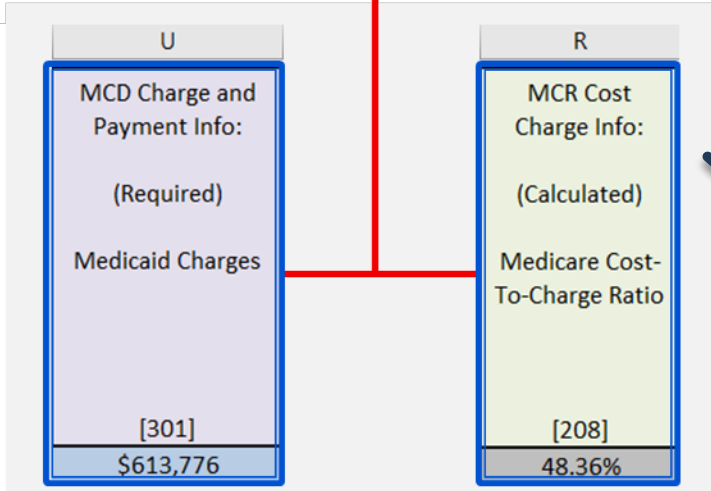 U
MCD Charge and
Payment Info:
(Required)
Medicaid Charges
[301]
$613,776
R
MCR Cost
Charge Info:
(Calculated)
Medicare Cost-
To-Charge Ratio
[208]
48.36%